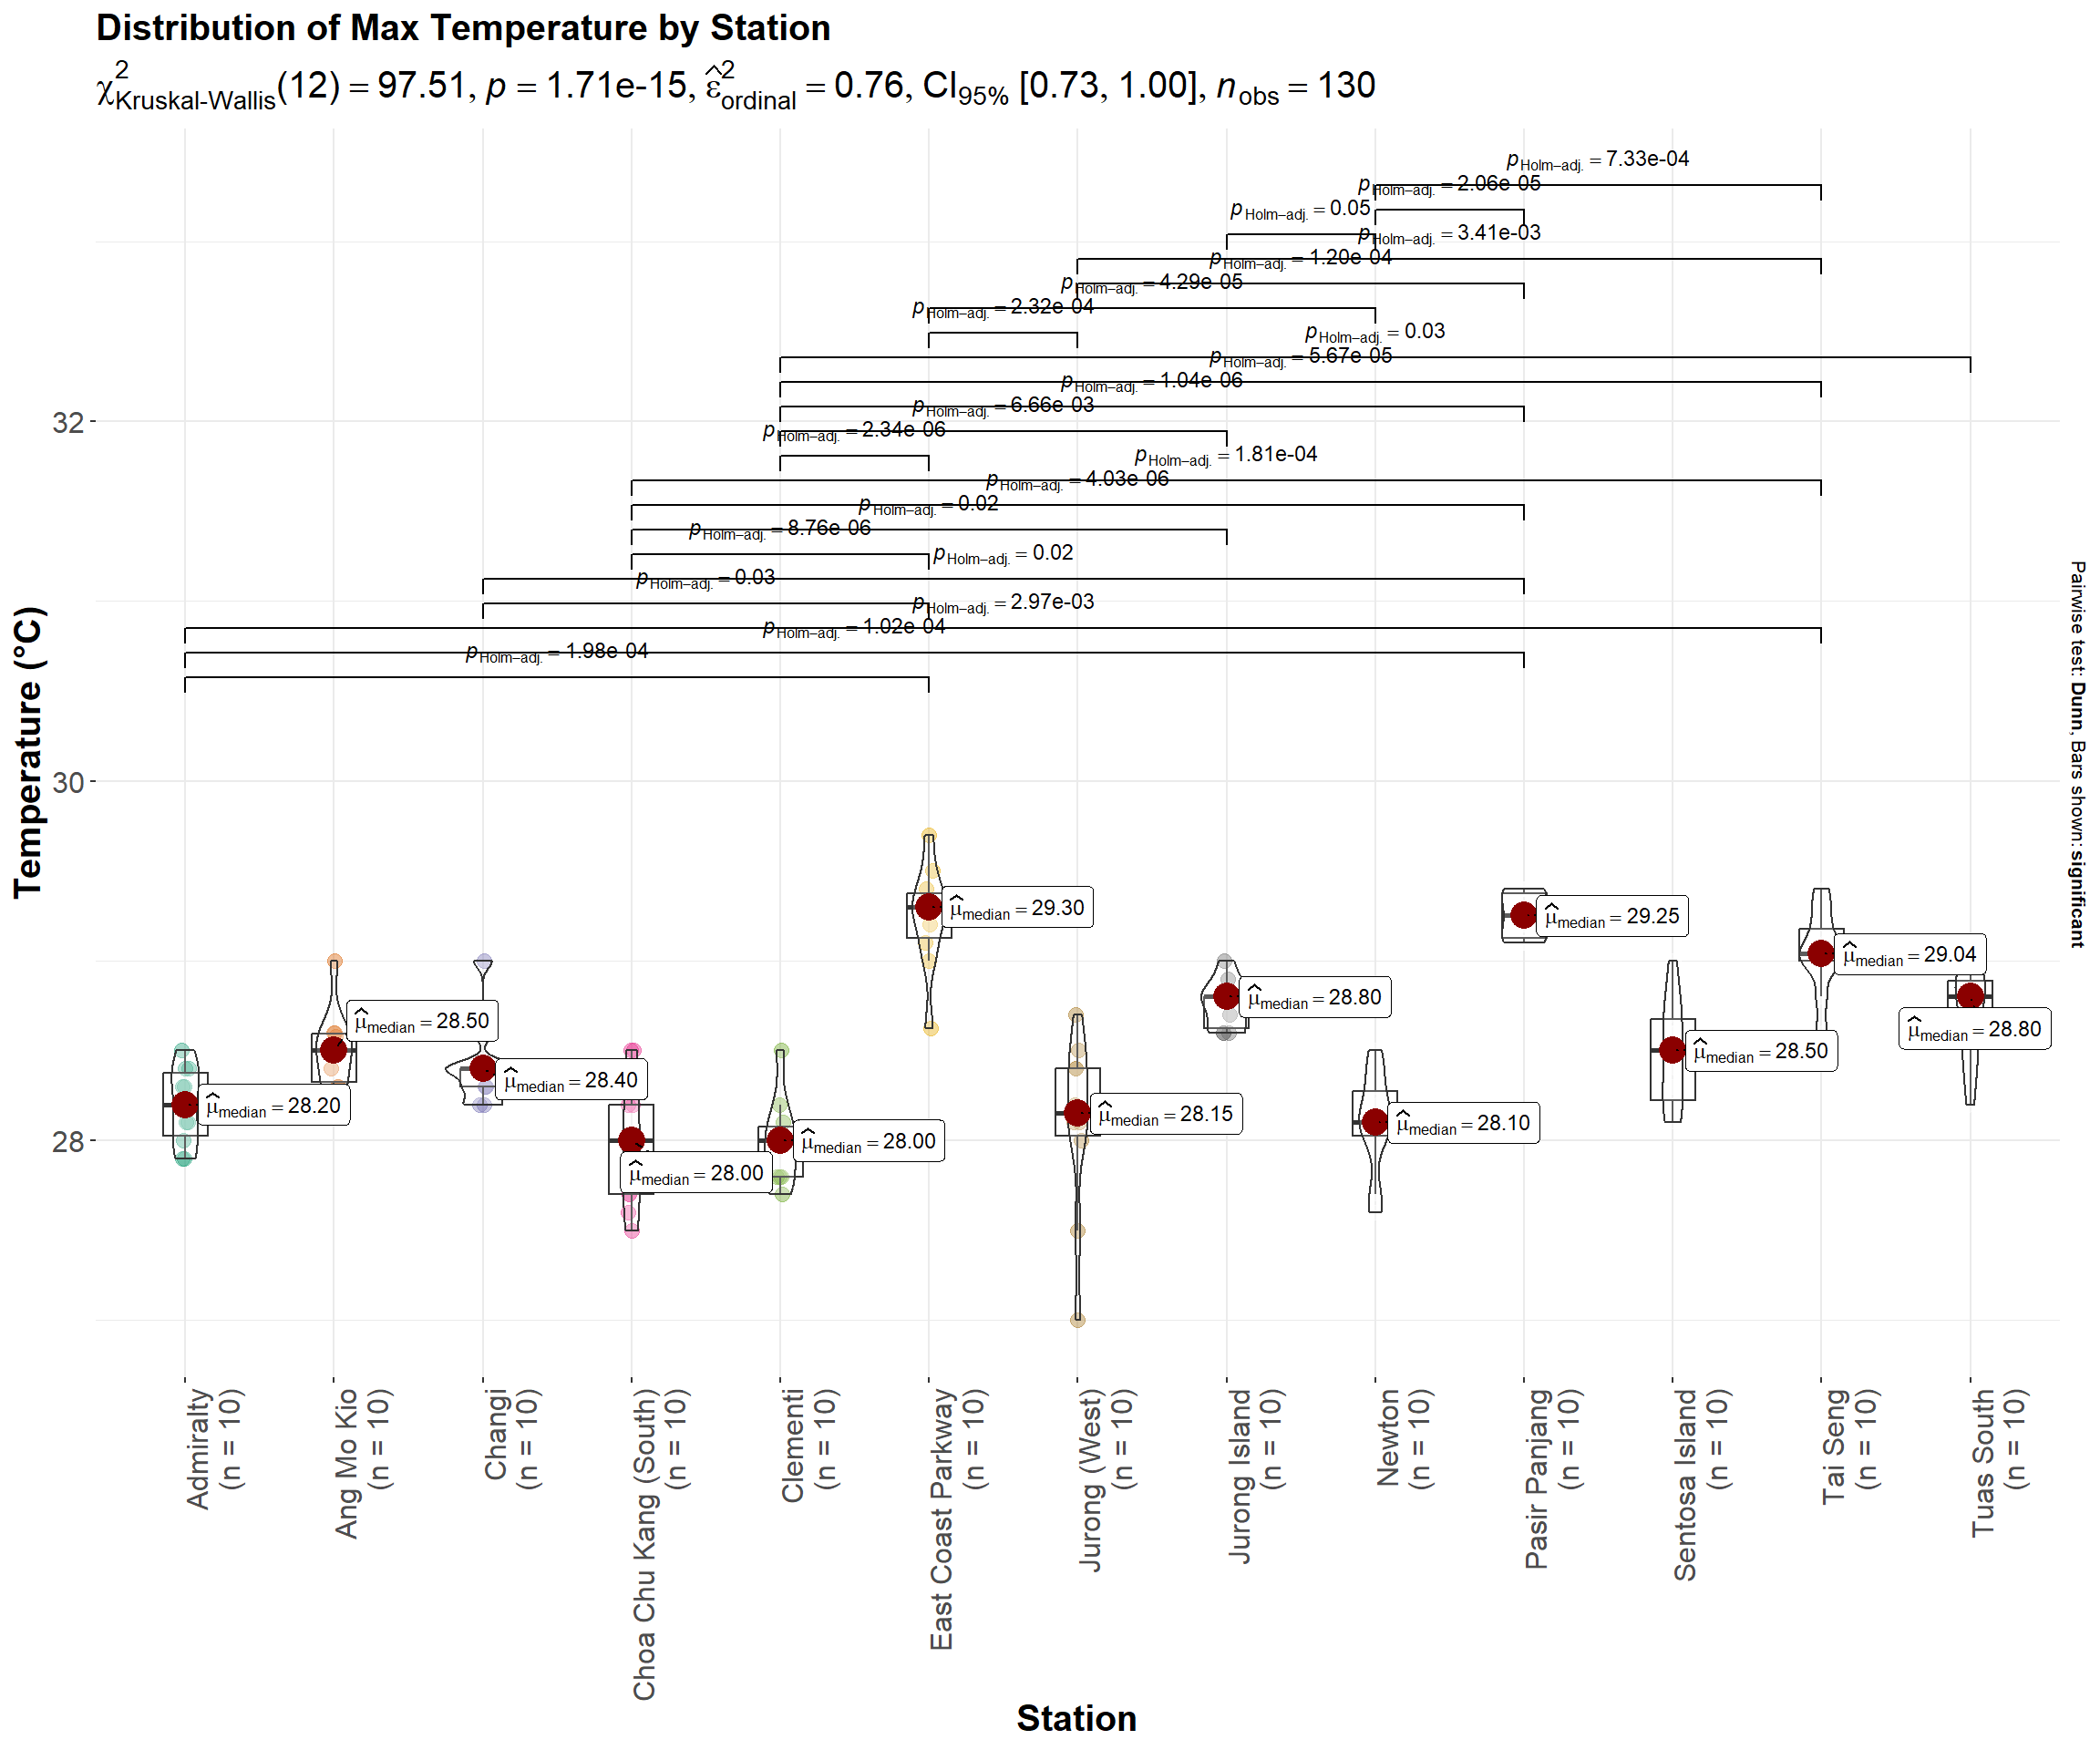 Distribution of Max Temperature by Station
χ²Kruskal-Wallis(12) = 97.51, p = 1.71e-15, ε̂²ordinal = 0.76, CI95% [0.73, 1.00], nobs = 130
pHolm–adj. = 7.33e-04
pHolm–adj. = 2.06e-05
pHolm–adj. = 0.05
pHolm–adj. = 3.41e-03
pHolm–adj. = 1.20e-04
pHolm–adj. = 4.29e-05
pHolm–adj. = 2.32e-04
pHolm–adj. = 0.03
pHolm–adj. = 5.67e-05
pHolm–adj. = 1.04e-06
pHolm–adj. = 6.66e-03
pHolm–adj. = 2.34e-06
pHolm–adj. = 1.81e-04
pHolm–adj. = 4.03e-06
pHolm–adj. = 0.02
pHolm–adj. = 8.76e-06
pHolm–adj. = 0.02
pHolm–adj. = 0.03
pHolm–adj. = 2.97e-03
pHolm–adj. = 1.02e-04
pHolm–adj. = 1.98e-04
32
30
28
Temperature (°C)
Pairwise test: Dunn, Bars shown: significant
μ̂median = 28.20
μ̂median = 28.50
μ̂median = 28.40
μ̂median = 28.00
μ̂median = 28.00
μ̂median = 29.30
μ̂median = 28.15
μ̂median = 28.80
μ̂median = 28.10
μ̂median = 29.25
μ̂median = 28.50
μ̂median = 29.04
μ̂median = 28.80
Admiralty
(n = 10)
Ang Mo Kio
(n = 10)
Changi
(n = 10)
Choa Chu Kang (South)
(n = 10)
Clementi
(n = 10)
East Coast Parkway
(n = 10)
Jurong (West)
(n = 10)
Jurong Island
(n = 10)
Newton
(n = 10)
Pasir Panjang
(n = 10)
Sentosa Island
(n = 10)
Tai Seng
(n = 10)
Tuas South
(n = 10)
Station